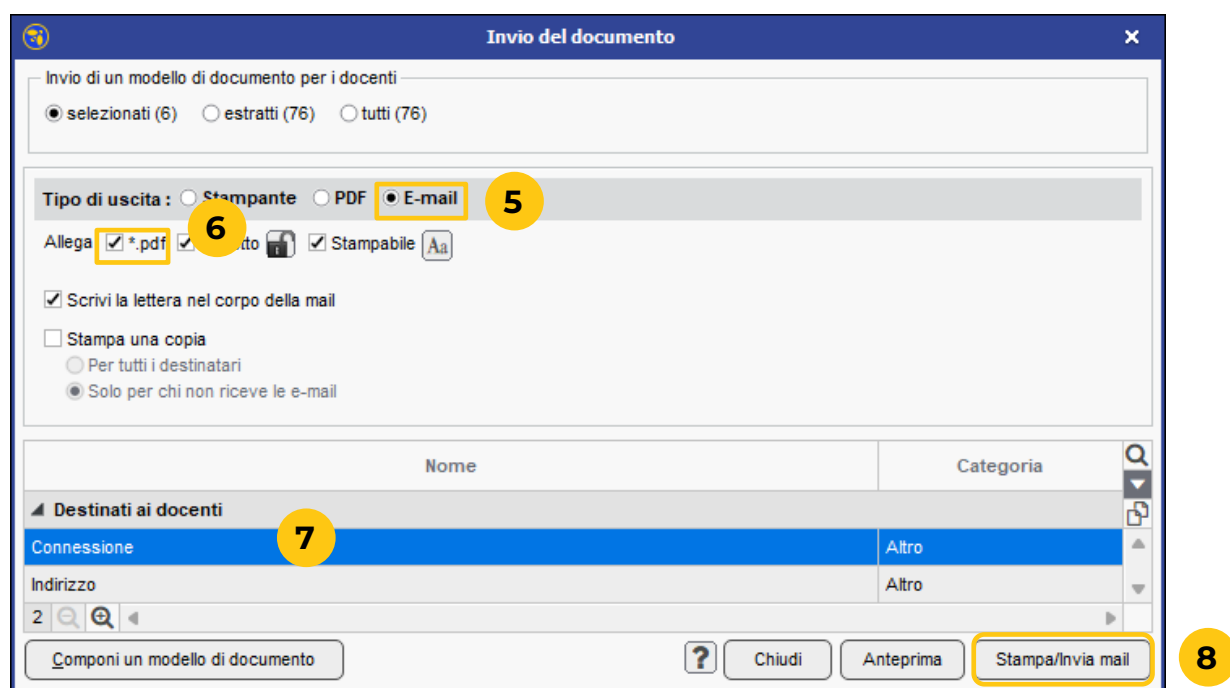 Invio del documento
Invio di un modello di documento per i docenti
selezionati (6) estratti (76) tutti (76)
Tipo di uscita : Stampante PDF E-mail
5
6
Allega *.pdf tto Stampabile Aa
Scrivi la lettera nel corpo della mail
Stampa una copia
Per tutti i destinatari
Solo per chi non riceve le e-mail
Nome Categoria
Destinati ai docenti
7
Connessione Altro
Indirizzo Altro
2
Componi un modello di documento ? Chiudi Anteprima Stampa/Invia mail 8